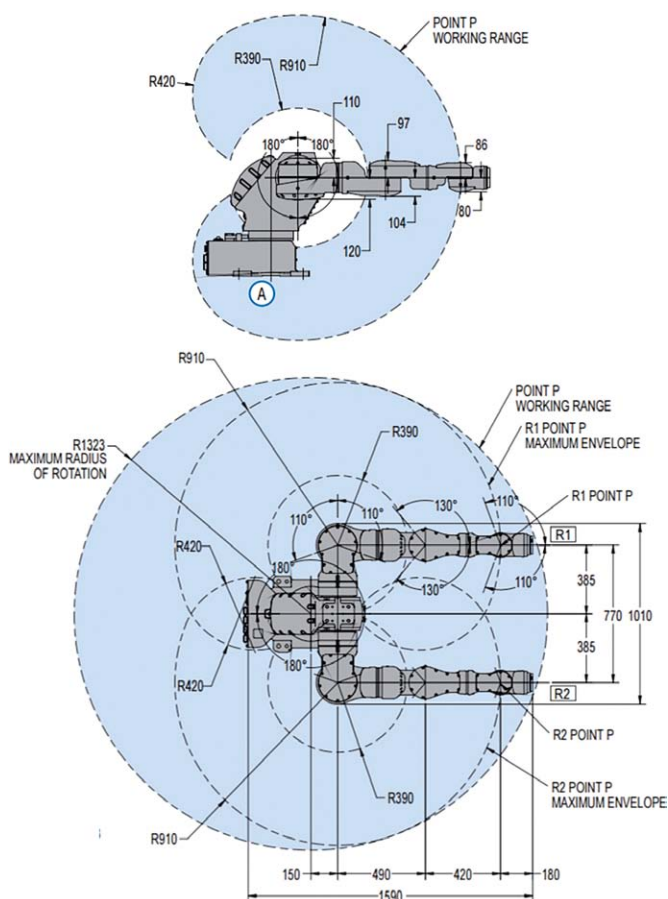 POINT P
WORKING RANGE
R910
R390
R420
110
97
86
180°
180°
80
104
120
A
R910
POINT P
WORKING RANGE
R1 POINT P
MAXIMUM ENVELOPE
R1323
MAXIMUM RADIUS
OF ROTATION
R390
R1 POINT P
110°
110°
130°
110°
R1
R420
180°
130°
110°
385
770
1010
385
R420
180°
R2
R2 POINT P
R390
R2 POINT P
MAXIMUM ENVELOPE
R910
150
490
420
180
1590